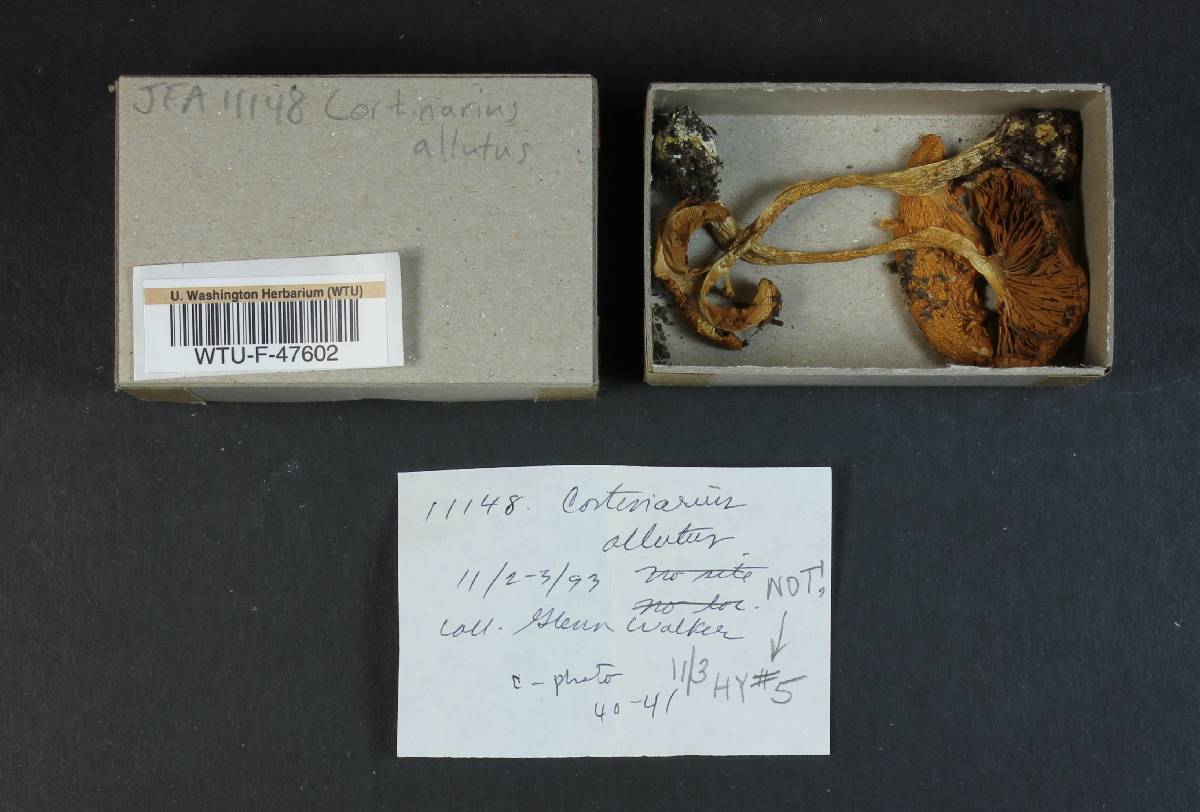 JFA 11148 Cortinarius
allutus
U. Washington Herbarium (WTU)
WTU-F-47602
11148. Cortinarius
allutus
11/2-3/93 no site
no loc. NOT!
coll. Glenn Walker
c-photo 11/3 HY #5
40-41